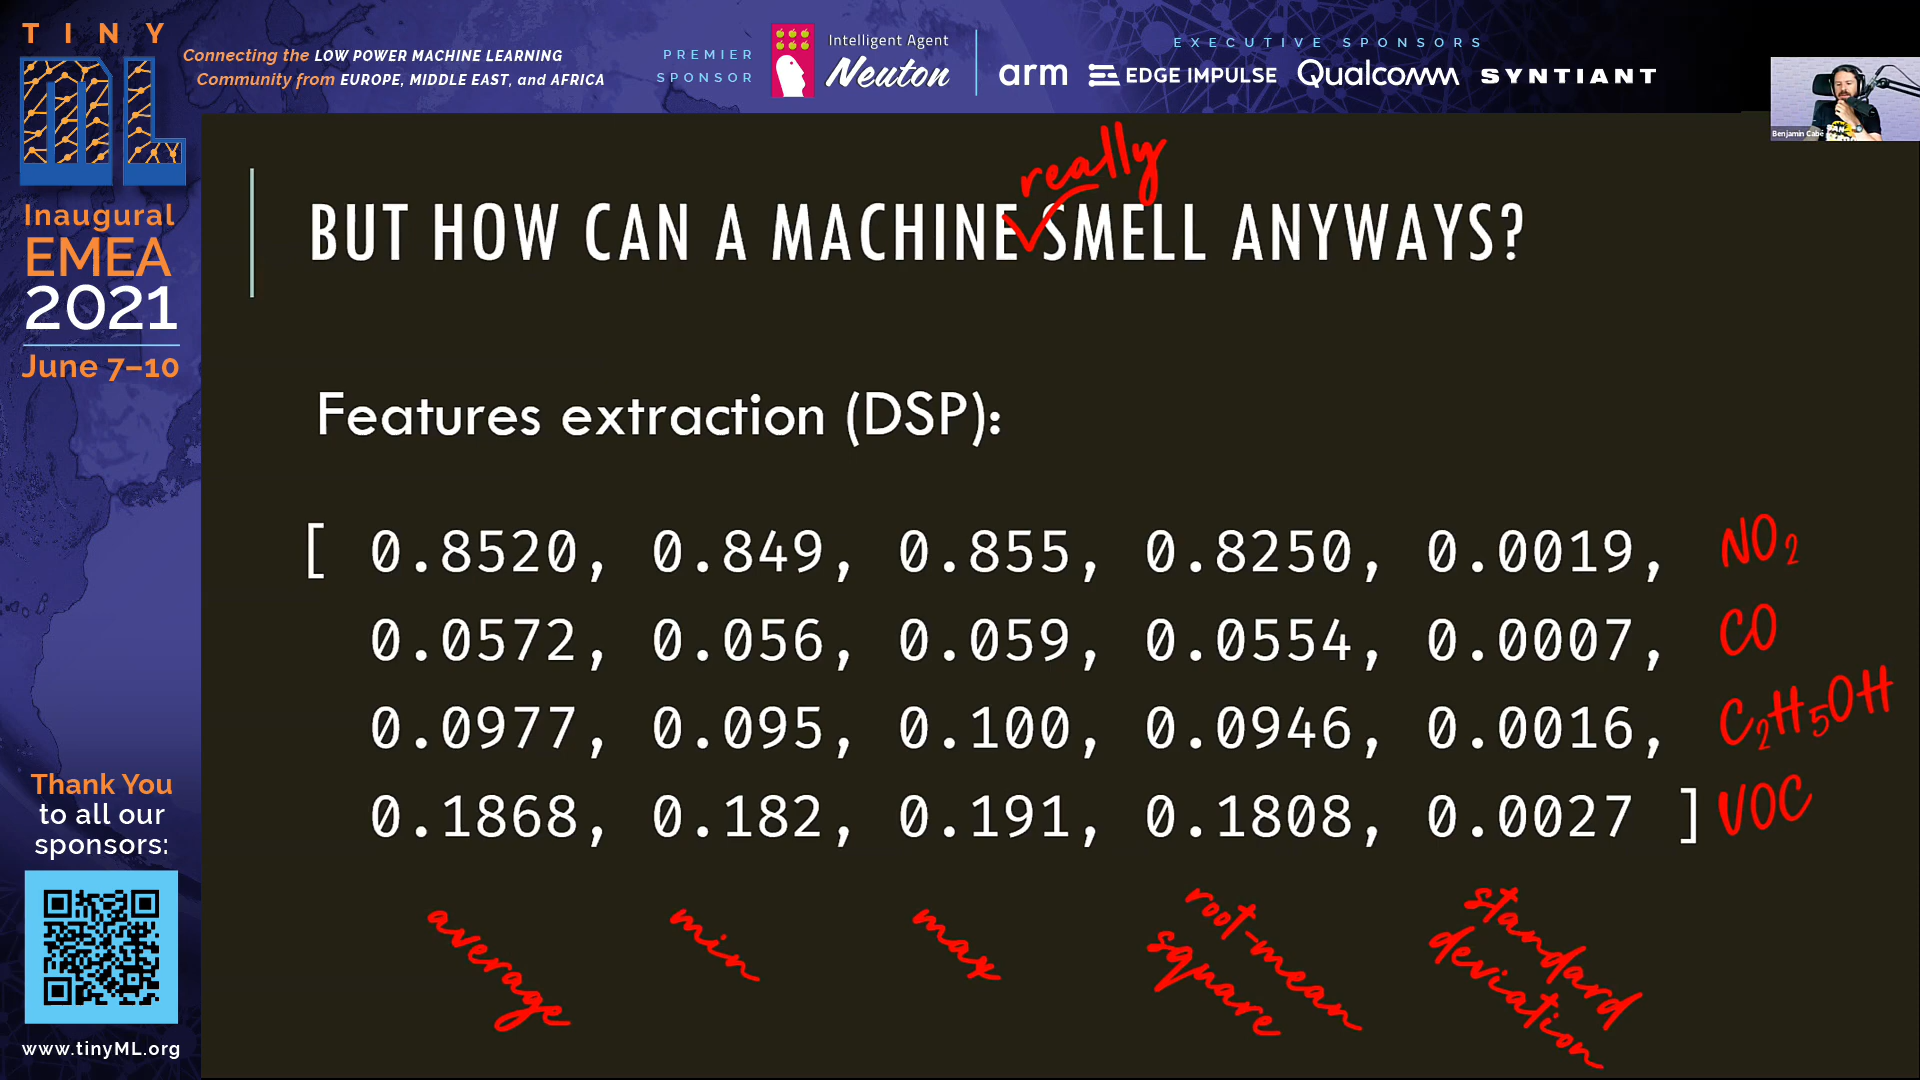 TINY
ML
Connecting the LOW POWER MACHINE LEARNING
Community from EUROPE, MIDDLE EAST, and AFRICA
PREMIER
SPONSOR
Intelligent Agent
Neuton
EXECUTIVE SPONSORS
arm EDGE IMPULSE Qualcomm SYNTIANT
Benjamin Cabé
Inaugural
EMEA
2021
June 7–10
really
BUT HOW CAN A MACHINE SMELL ANYWAYS?
Features extraction (DSP):
[ 0.8520, 0.849, 0.855, 0.8250, 0.0019, NO₂
0.0572, 0.056, 0.059, 0.0554, 0.0007, CO
0.0977, 0.095, 0.100, 0.0946, 0.0016, C₂H₅OH
0.1868, 0.182, 0.191, 0.1808, 0.0027 ] VOC
average
min
max
root-mean
square
standard
deviation
Thank You
to all our
sponsors:
www.tinyML.org